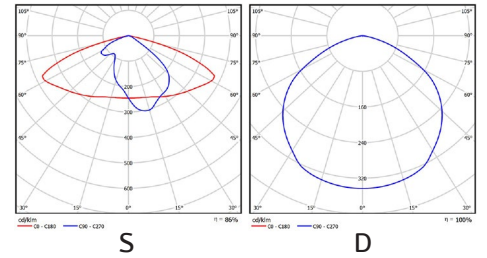 105° 105° 105° 105°
90° 90° 90° 90°
75° 75° 75° 75°
60° 60° 60° 60°
200 160
300
45° 45° 45° 45°
400 240
500
600 320
30° 15° 0° 15° 30° 30° 15° 0° 15° 30°
cd/klm η = 86% cd/klm η = 100%
C0 - C180 C90 - C270 C0 - C180 C90 - C270
S D